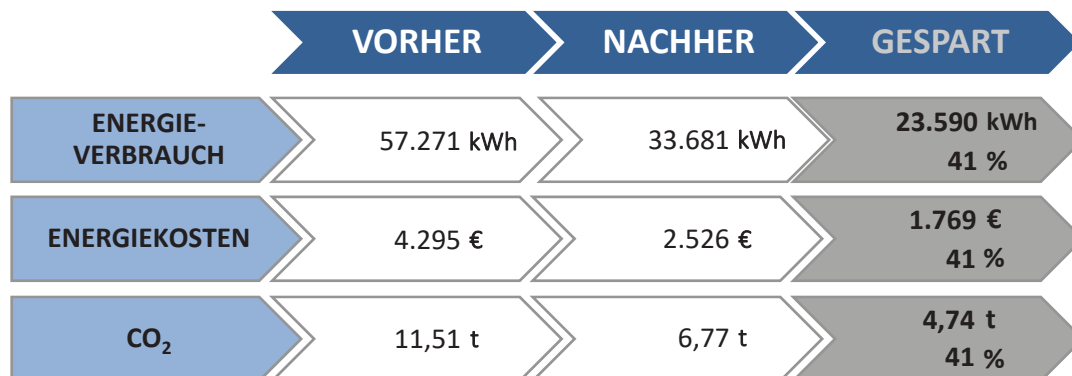 VORHER NACHHER GESPART
ENERGIE-
VERBRAUCH
57.271 kWh
33.681 kWh
23.590 kWh
41 %
ENERGIEKOSTEN
4.295 €
2.526 €
1.769 €
41 %
CO₂
11,51 t
6,77 t
4,74 t
41 %